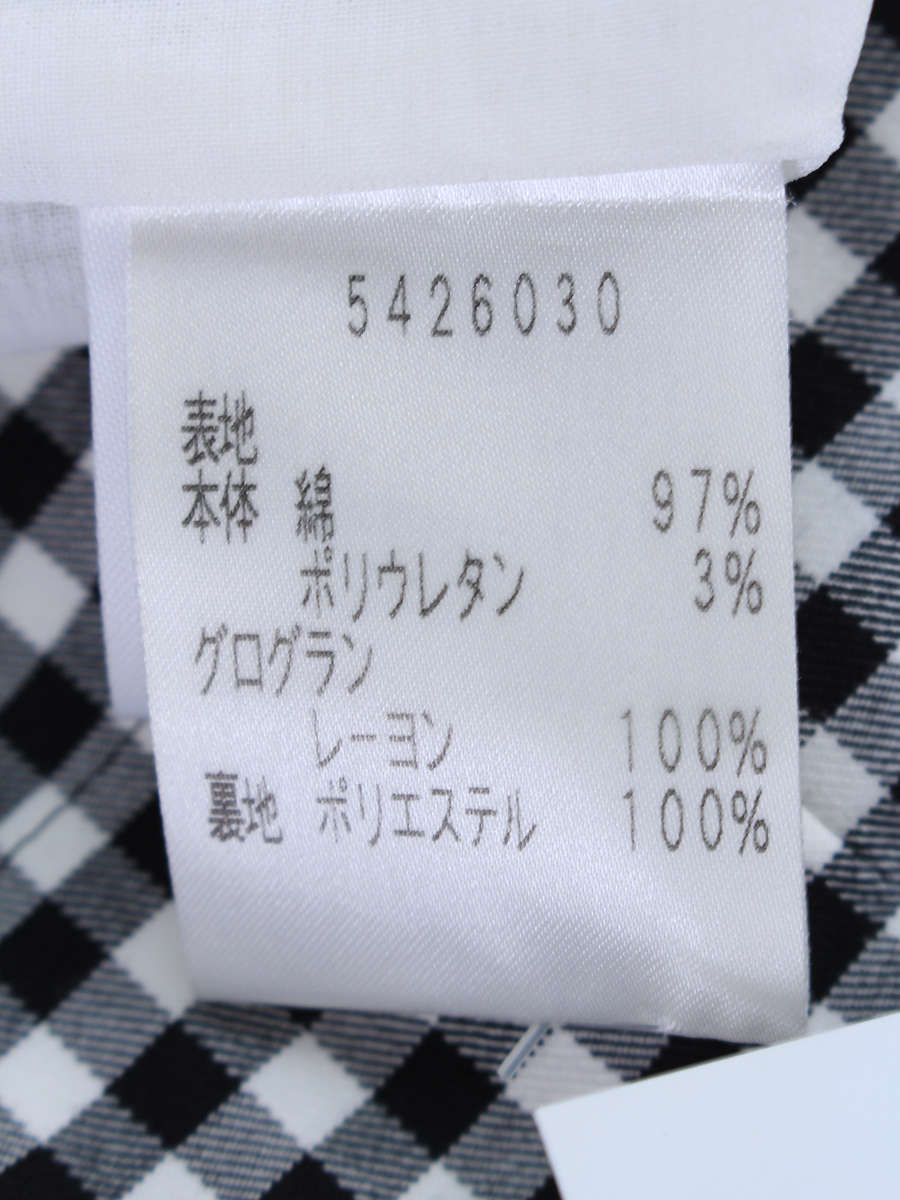 5426030
表地
本体 綿 97%
ポリウレタン 3%
グログラン
レーヨン 100%
裏地 ポリエステル 100%